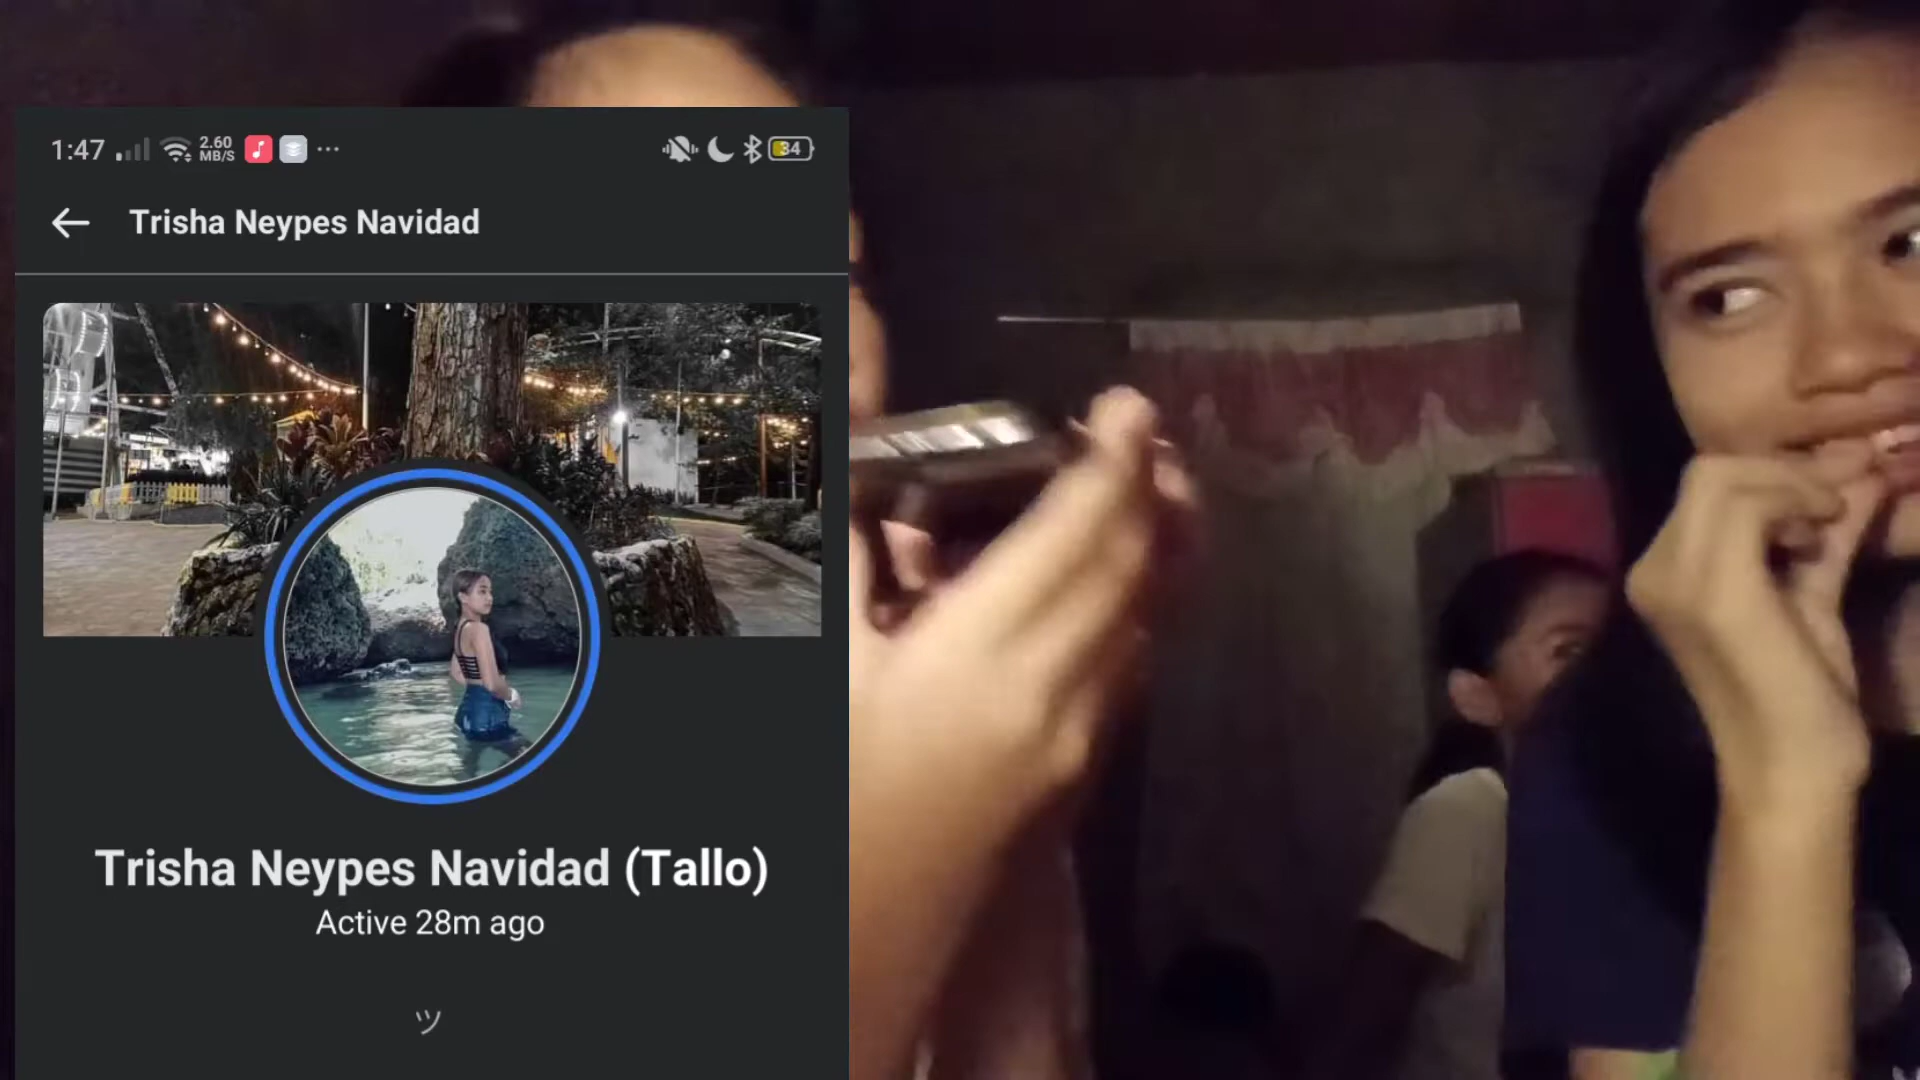 1:47 2.60 MB/S 34
Trisha Neypes Navidad
Trisha Neypes Navidad (Tallo)
Active 28m ago
ツ